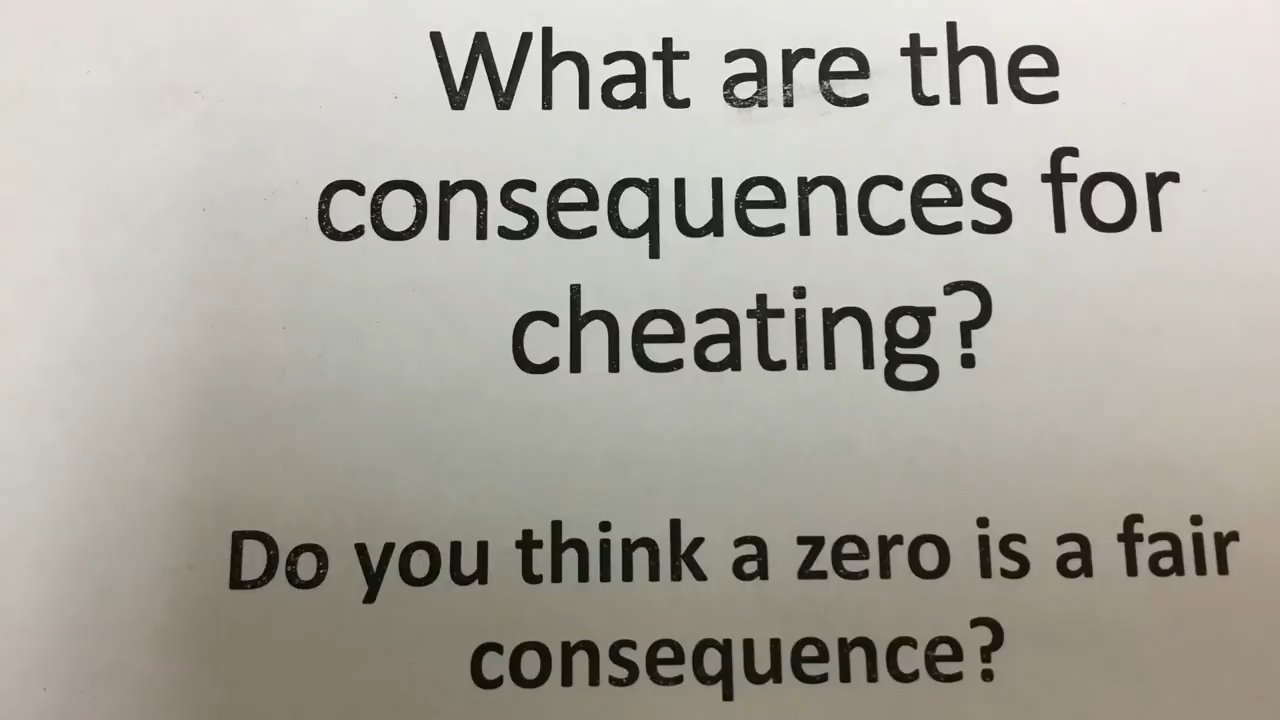 What are the
consequences for
cheating?
Do you think a zero is a fair
consequence?